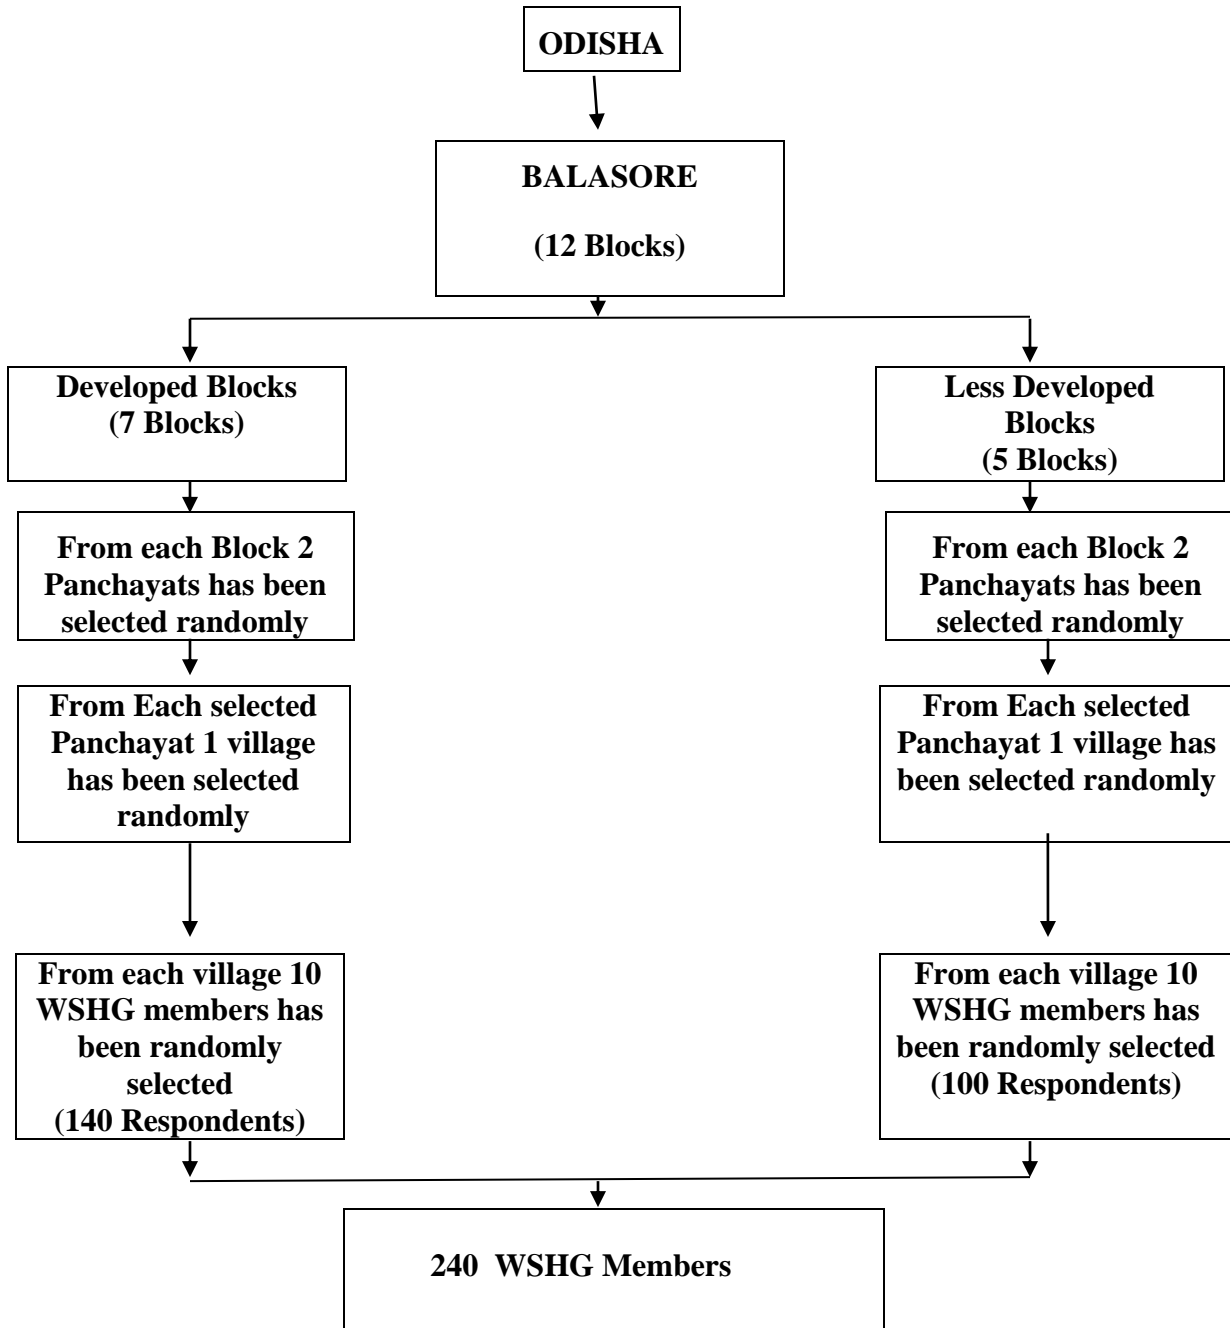 ODISHA
BALASORE
(12 Blocks)
Developed Blocks
(7 Blocks)
Less Developed
Blocks
(5 Blocks)
From each Block 2
Panchayats has been
selected randomly
From each Block 2
Panchayats has been
selected randomly
From Each selected
Panchayat 1 village
has been selected
randomly
From Each selected
Panchayat 1 village has
been selected randomly
From each village 10
WSHG members has
been randomly
selected
(140 Respondents)
From each village 10
WSHG members has
been randomly selected
(100 Respondents)
240 WSHG Members